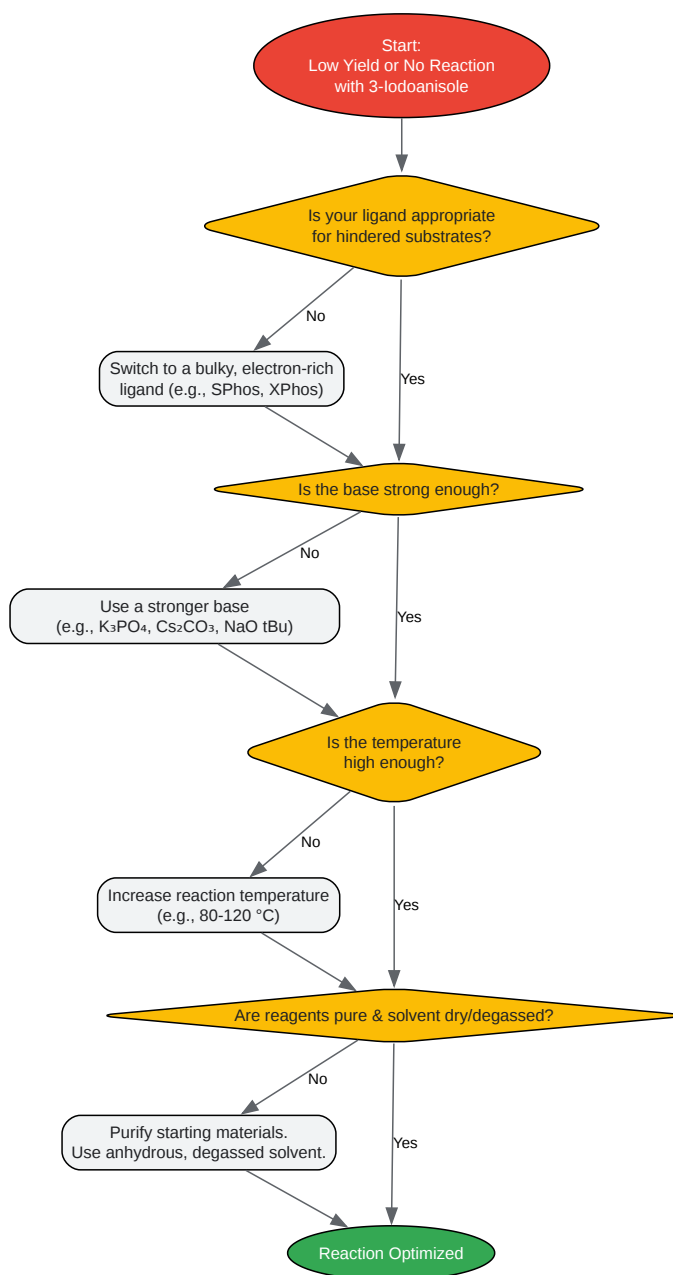 Start:
Low Yield or No Reaction
with 3-Iodoanisole
Is your ligand appropriate
for hindered substrates?
No
Switch to a bulky, electron-rich
ligand (e.g., SPhos, XPhos)
Yes
Is the base strong enough?
No
Use a stronger base
(e.g., K₃PO₄, Cs₂CO₃, NaO tBu)
Yes
Is the temperature
high enough?
No
Increase reaction temperature
(e.g., 80-120 °C)
Yes
Are reagents pure & solvent dry/degassed?
No
Purify starting materials.
Use anhydrous, degassed solvent.
Yes
Reaction Optimized